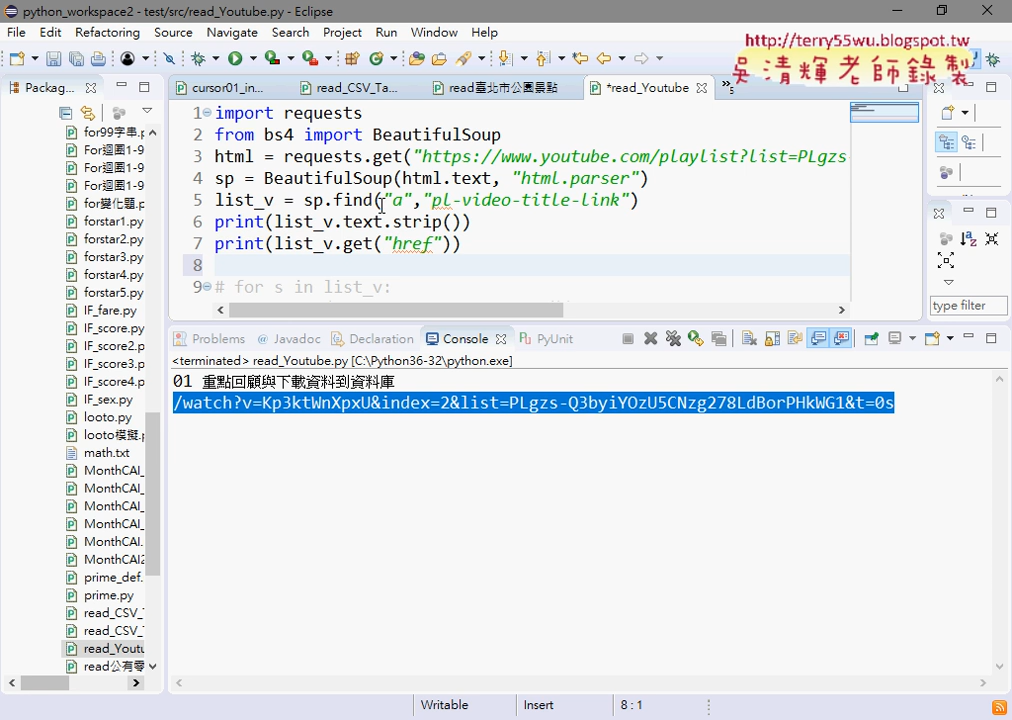 python_workspace2 - test/src/read_Youtube.py - Eclipse
File Edit Refactoring Source Navigate Search Project Run Window Help
http://terry55wu.blogspot.tw
吳清輝老師錄製
Packag...
cursor01_in...
read_CSV_Ta...
read臺北市公園景點
*read_Youtube
»5
1 import requests
2 from bs4 import BeautifulSoup
3 html = requests.get("https://www.youtube.com/playlist?list=PLgzs
4 sp = BeautifulSoup(html.text, "html.parser")
5 list_v = sp.find("a","pl-video-title-link")
6 print(list_v.text.strip())
7 print(list_v.get("href"))
8
9 # for s in list_v:
for99字串.p
For迴圈1-9
For迴圈1-9
For迴圈1-9
for變化題.p
forstar1.py
forstar2.py
forstar3.py
forstar4.py
forstar5.py
IF_fare.py
IF_score.py
IF_score2.p
IF_score3.p
IF_score4.p
IF_sex.py
looto.py
looto模擬.p
math.txt
MonthCAI_
MonthCAI_
MonthCAI_
MonthCAI_
MonthCAI.
MonthCAI2
prime_def.
prime.py
read_CSV_
read_CSV_
read_Youtu
read公有零
type filter
Problems
@ Javadoc
Declaration
Console
PyUnit
<terminated> read_Youtube.py [C:\Python36-32\python.exe]
01 重點回顧與下載資料到資料庫
/watch?v=Kp3ktWnXpxU&index=2&list=PLgzs-Q3byiYOzU5CNzg278LdBorPHkWG1&t=0s
Writable
Insert
8 : 1